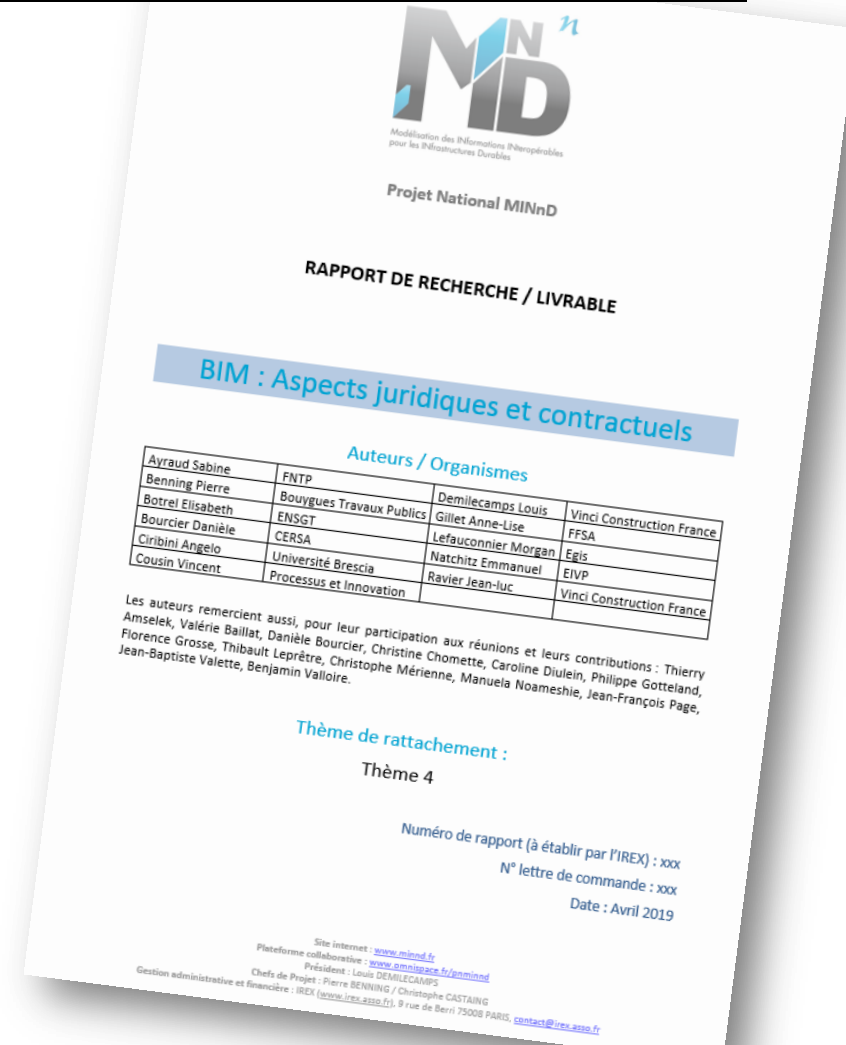 MINnD n
Modélisation des INformations INteropérables
pour les INfrastructures Durables
Projet National MINnD
RAPPORT DE RECHERCHE / LIVRABLE
BIM : Aspects juridiques et contractuels
Auteurs / Organismes
Ayraud Sabine FNTP Demilecamps Louis Vinci Construction France
Benning Pierre Bouygues Travaux Publics Gillet Anne-Lise FFSA
Botrel Elisabeth ENSGT Lefauconnier Morgan Egis
Bourcier Danièle CERSA Natchitz Emmanuel EIVP
Ciribini Angelo Université Brescia Ravier Jean-luc Vinci Construction France
Cousin Vincent Processus et Innovation
Les auteurs remercient aussi, pour leur participation aux réunions et leurs contributions : Thierry
Amselek, Valérie Baillat, Danièle Bourcier, Christine Chomette, Caroline Diulein, Philippe Gotteland,
Florence Grosse, Thibault Leprêtre, Christophe Mérienne, Manuela Noameshie, Jean-François Page,
Jean-Baptiste Valette, Benjamin Valloire.
Thème de rattachement :
Thème 4
Numéro de rapport (à établir par l'IREX) : xxx
N° lettre de commande : xxx
Date : Avril 2019
Site internet : www.minnd.fr
Plateforme collaborative : www.omnispace.fr/pnminnd
Président : Louis DEMILECAMPS
Chefs de Projet : Pierre BENNING / Christophe CASTAING
Gestion administrative et financière : IREX (www.irex.asso.fr), 9 rue de Berri 75008 PARIS, contact@irex.asso.fr